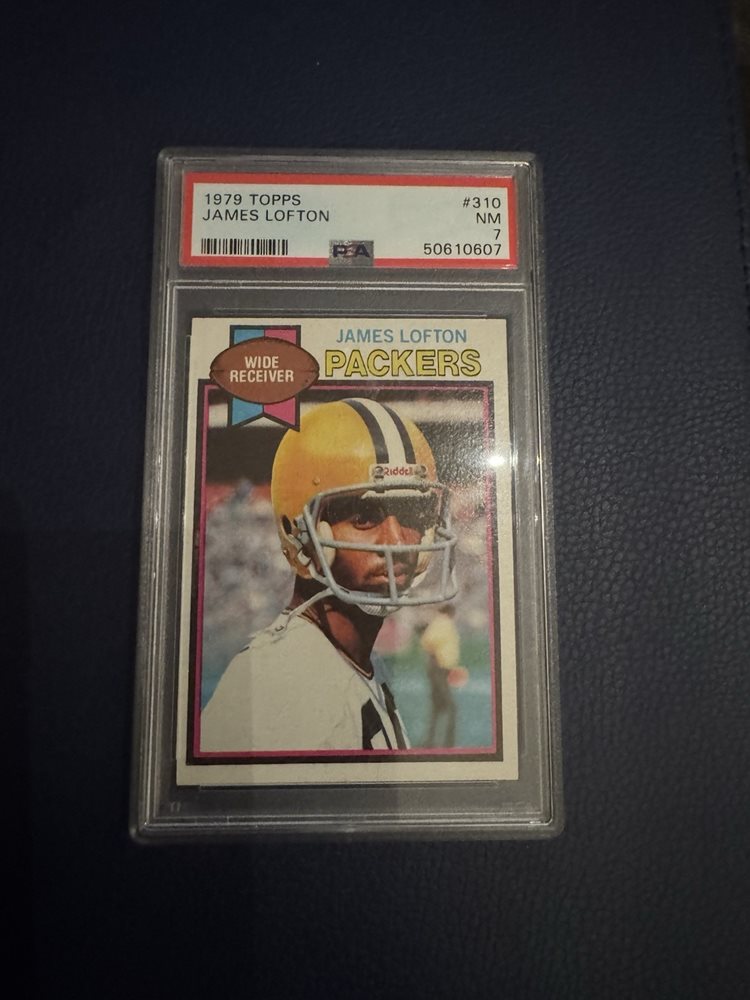 1979 TOPPS
#310
JAMES LOFTON
NM
7
PSA
50610607
JAMES LOFTON
PACKERS
WIDE
RECEIVER
Riddell